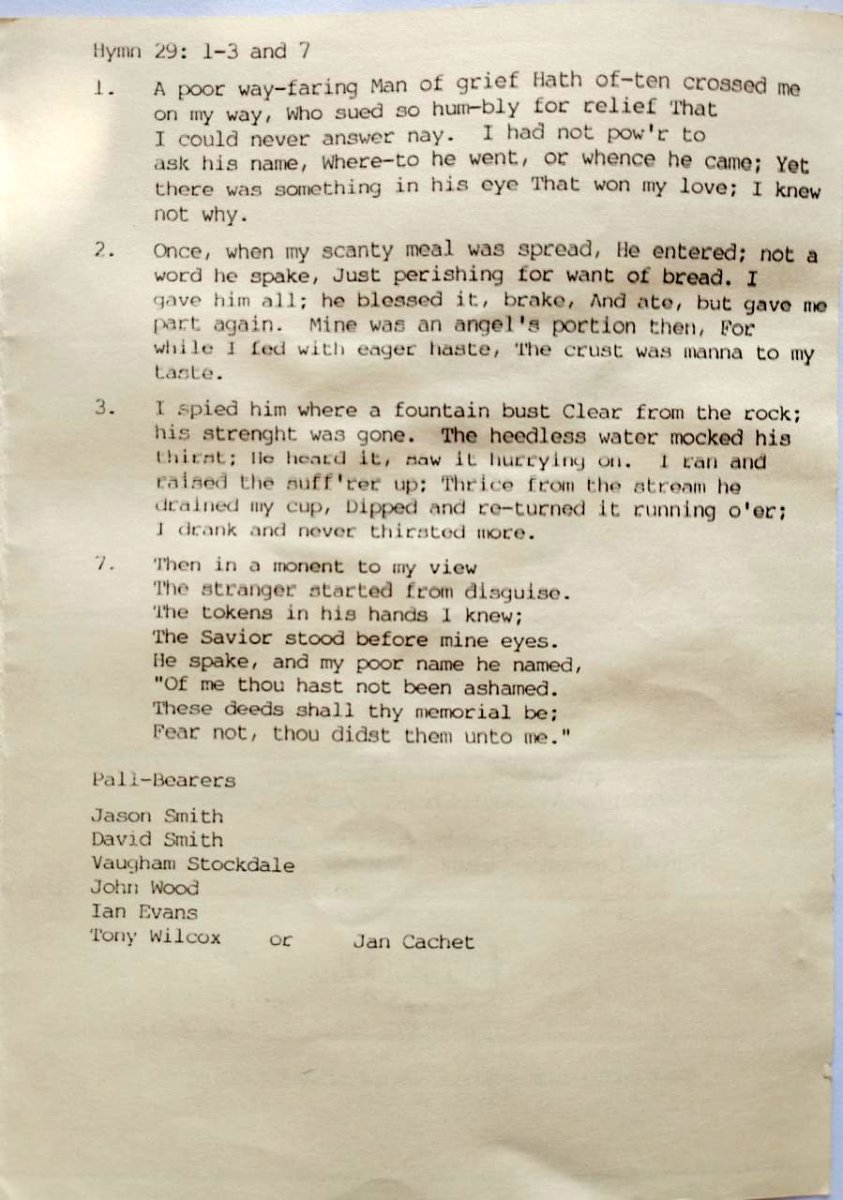 Hymn 29: 1-3 and 7
1. A poor way-faring Man of grief Hath of-ten crossed me
on my way, Who sued so hum-bly for relief That
I could never answer nay. I had not pow'r to
ask his name, Where-to he went, or whence he came; Yet
there was something in his eye That won my love; I knew
not why.
2. Once, when my scanty meal was spread, He entered; not a
word he spake, Just perishing for want of bread. I
gave him all; he blessed it, brake, And ate, but gave me
part again. Mine was an angel's portion then, For
while I fed with eager haste, The crust was manna to my
taste.
3. I spied him where a fountain bust Clear from the rock;
his strenght was gone. The heedless water mocked his
thirst; He heard it, saw it hurrying on. I ran and
raised the suff'rer up; Thrice from the stream he
drained my cup, Dipped and re-turned it running o'er;
I drank and never thirsted more.
7. Then in a monent to my view
The stranger started from disguise.
The tokens in his hands I knew;
The Savior stood before mine eyes.
He spake, and my poor name he named,
"Of me thou hast not been ashamed.
These deeds shall thy memorial be;
Fear not, thou didst them unto me."
Pall-Bearers
Jason Smith
David Smith
Vaugham Stockdale
John Wood
Ian Evans
Tony Wilcox or Jan Cachet